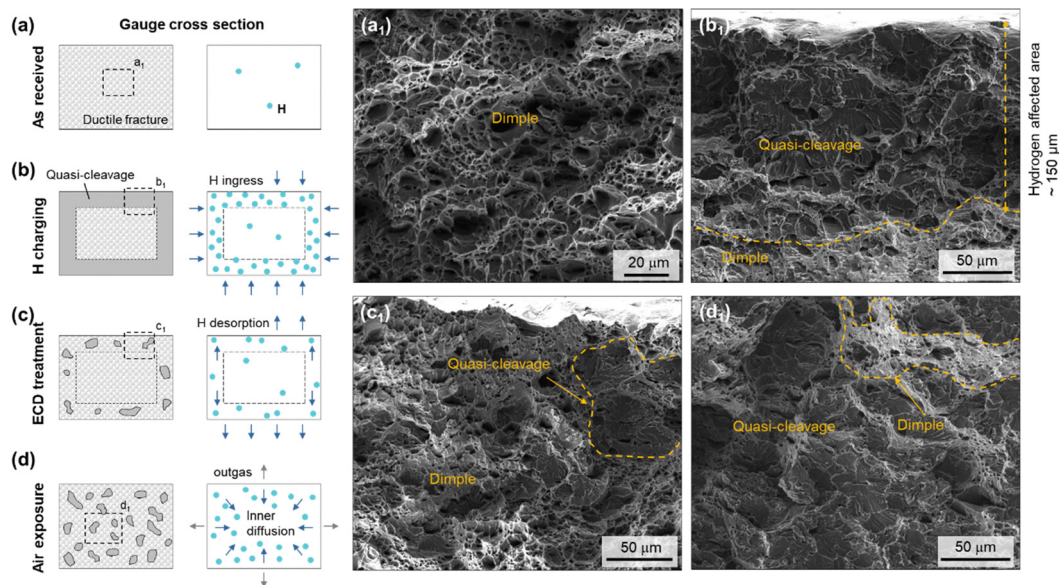 (a)
Gauge cross section
As received
a1
Ductile fracture
H
(a1)
Dimple
20 μm
(b1)
Quasi-cleavage
Dimple
50 μm
Hydrogen affected area
~ 150 μm
(b)
H charging
Quasi-cleavage
b1
H ingress
(c)
ECD treatment
c1
H desorption
(c1)
Quasi-cleavage
Dimple
50 μm
(d1)
Quasi-cleavage
Dimple
50 μm
(d)
Air exposure
d1
outgas
Inner
diffusion